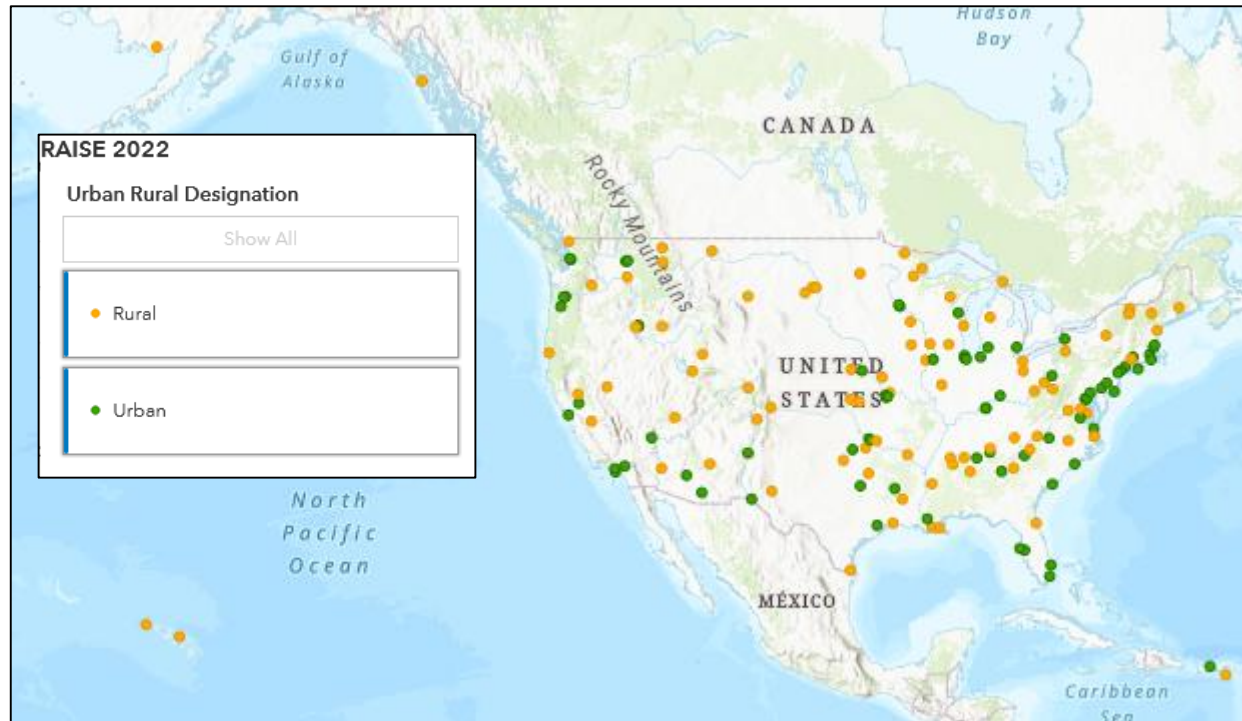 Hudson
Bay
Gulf of
Alaska
CANADA
RAISE 2022
Urban Rural Designation
Show All
Rural
Urban
Rocky Mountains
UNITED
STATES
North
Pacific
Ocean
MÉXICO
Caribbean
Sea